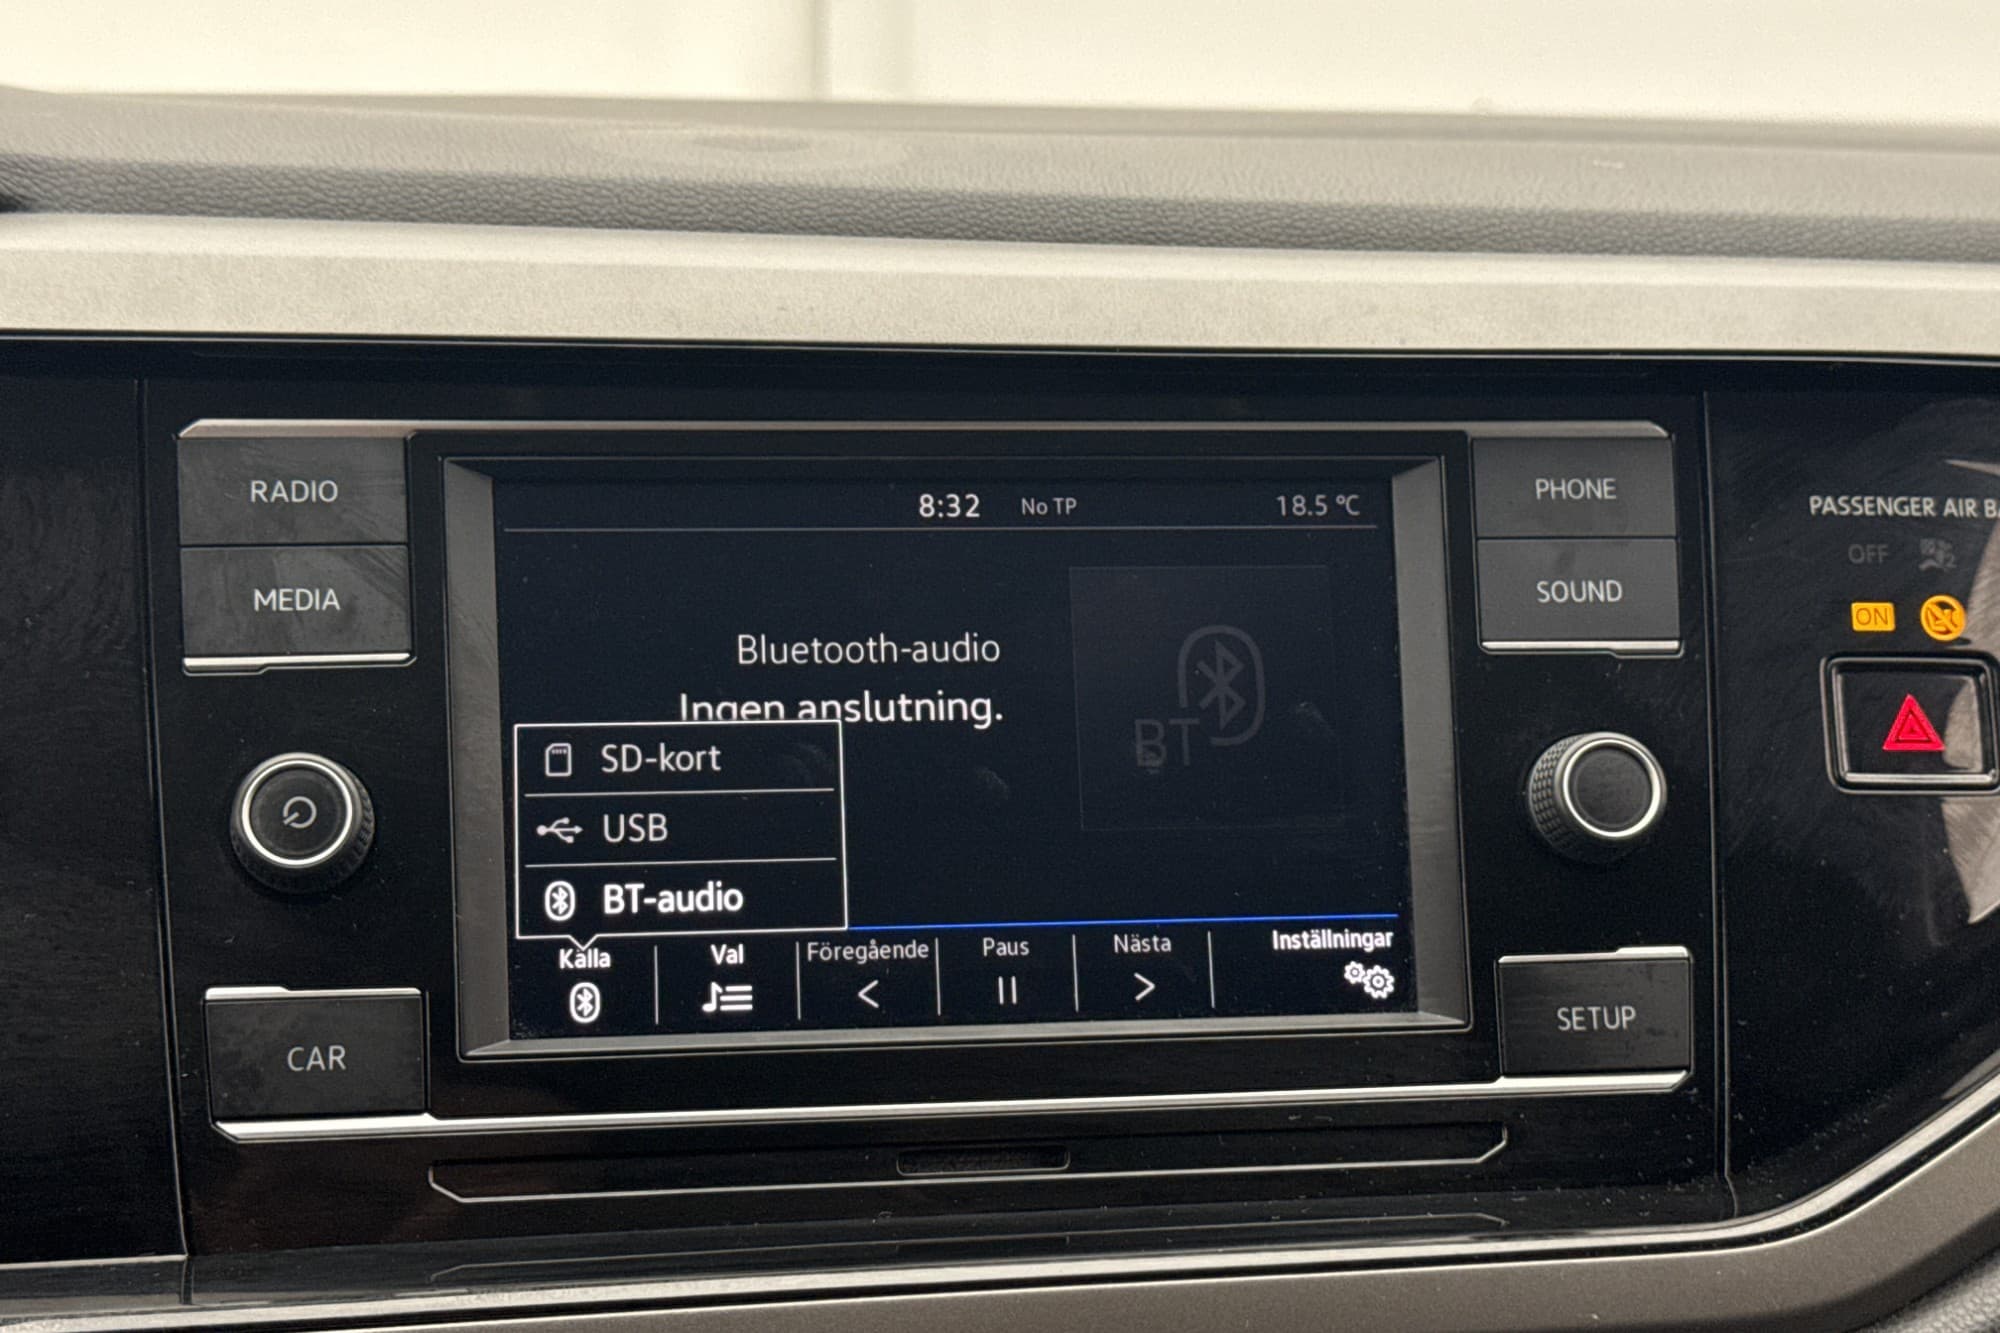 RADIO
MEDIA
CAR
8:32 No TP 18.5 °C
Bluetooth-audio
Ingen anslutning.
BT
SD-kort
USB
BT-audio
Källa Val Föregående Paus Nästa Inställningar
PHONE
SOUND
SETUP
PASSENGER AIR
OFF
ON